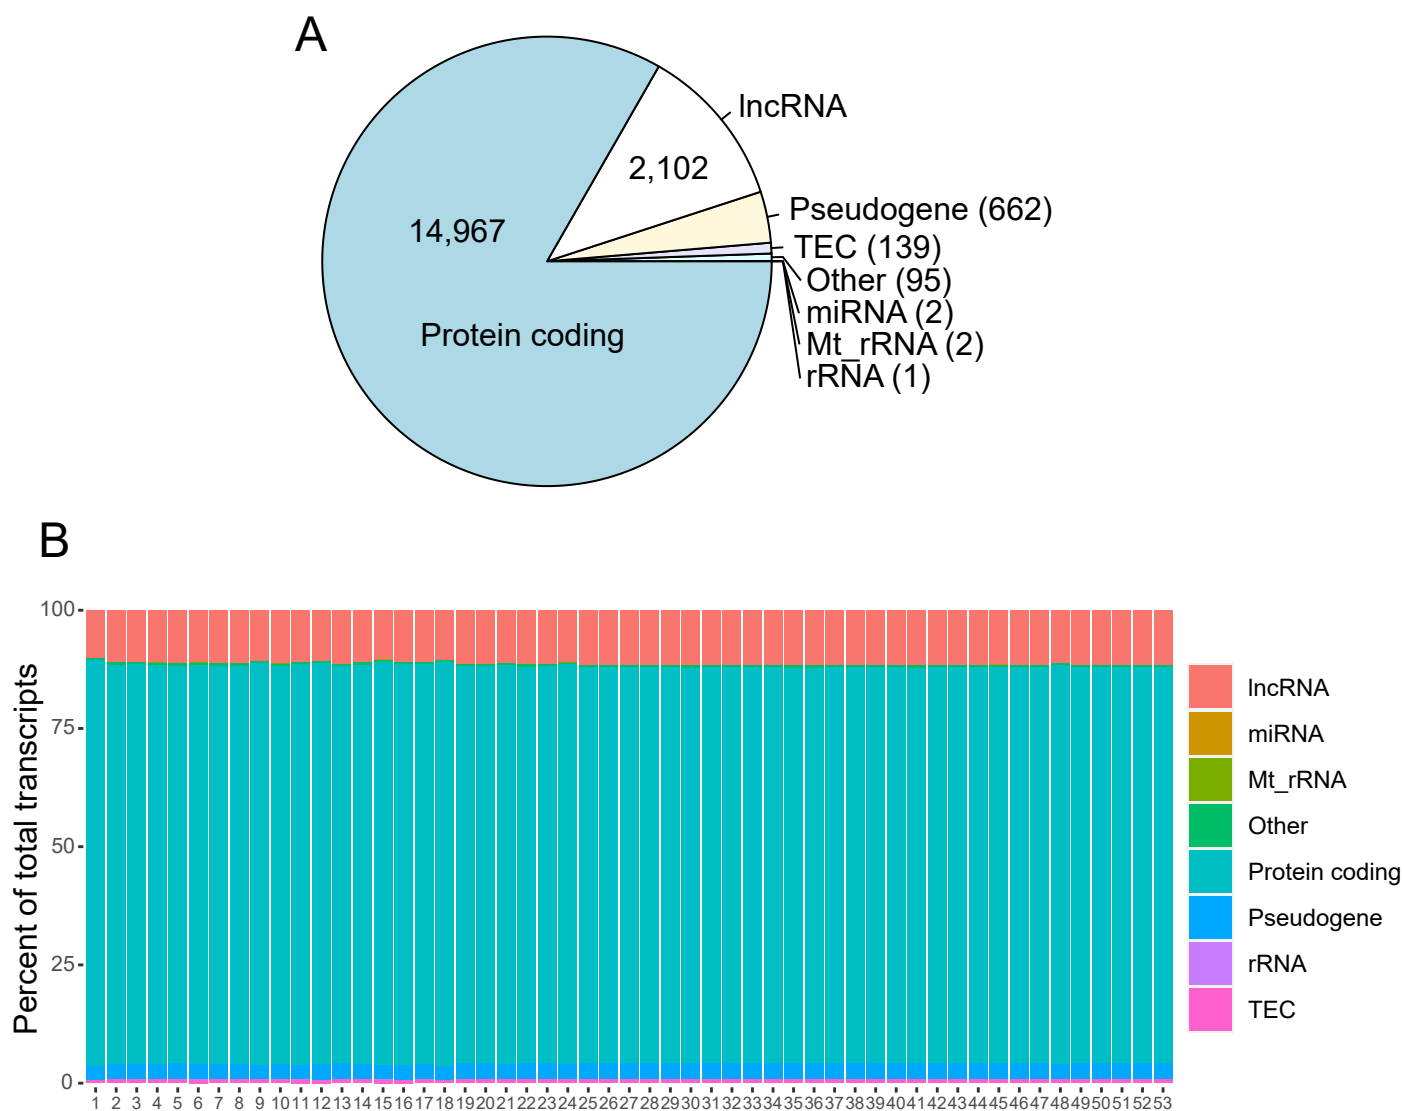 A
lncRNA
2,102
Pseudogene (662)
14,967
TEC (139)
Other (95)
miRNA (2)
Protein coding
Mt_rRNA (2)
rRNA (1)
B
Percent of total transcripts
100
75
50
25
0
1 2 3 4 5 6 7 8 9 10 11 12 13 14 15 16 17 18 19 20 21 22 23 24 25 26 27 28 29 30 31 32 33 34 35 36 37 38 39 40 41 42 43 44 45 46 47 48 49 50 51 52 53
lncRNA
miRNA
Mt_rRNA
Other
Protein coding
Pseudogene
rRNA
TEC